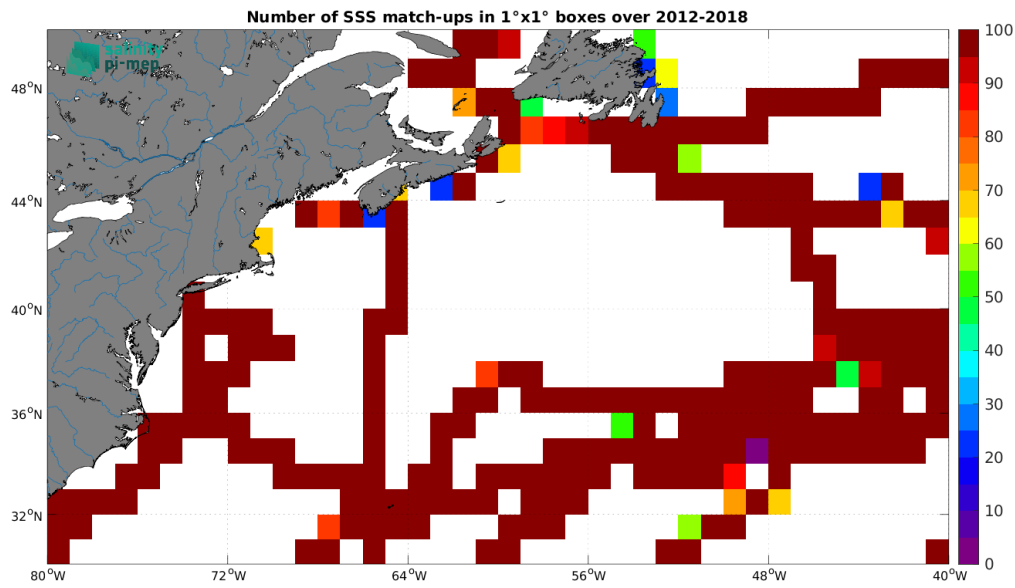 Number of SSS match-ups in 1°x1° boxes over 2012-2018
salinity
pi-mep
48°N
44°N
40°N
36°N
32°N
80°W
72°W
64°W
56°W
48°W
40°W
100
90
80
70
60
50
40
30
20
10
0